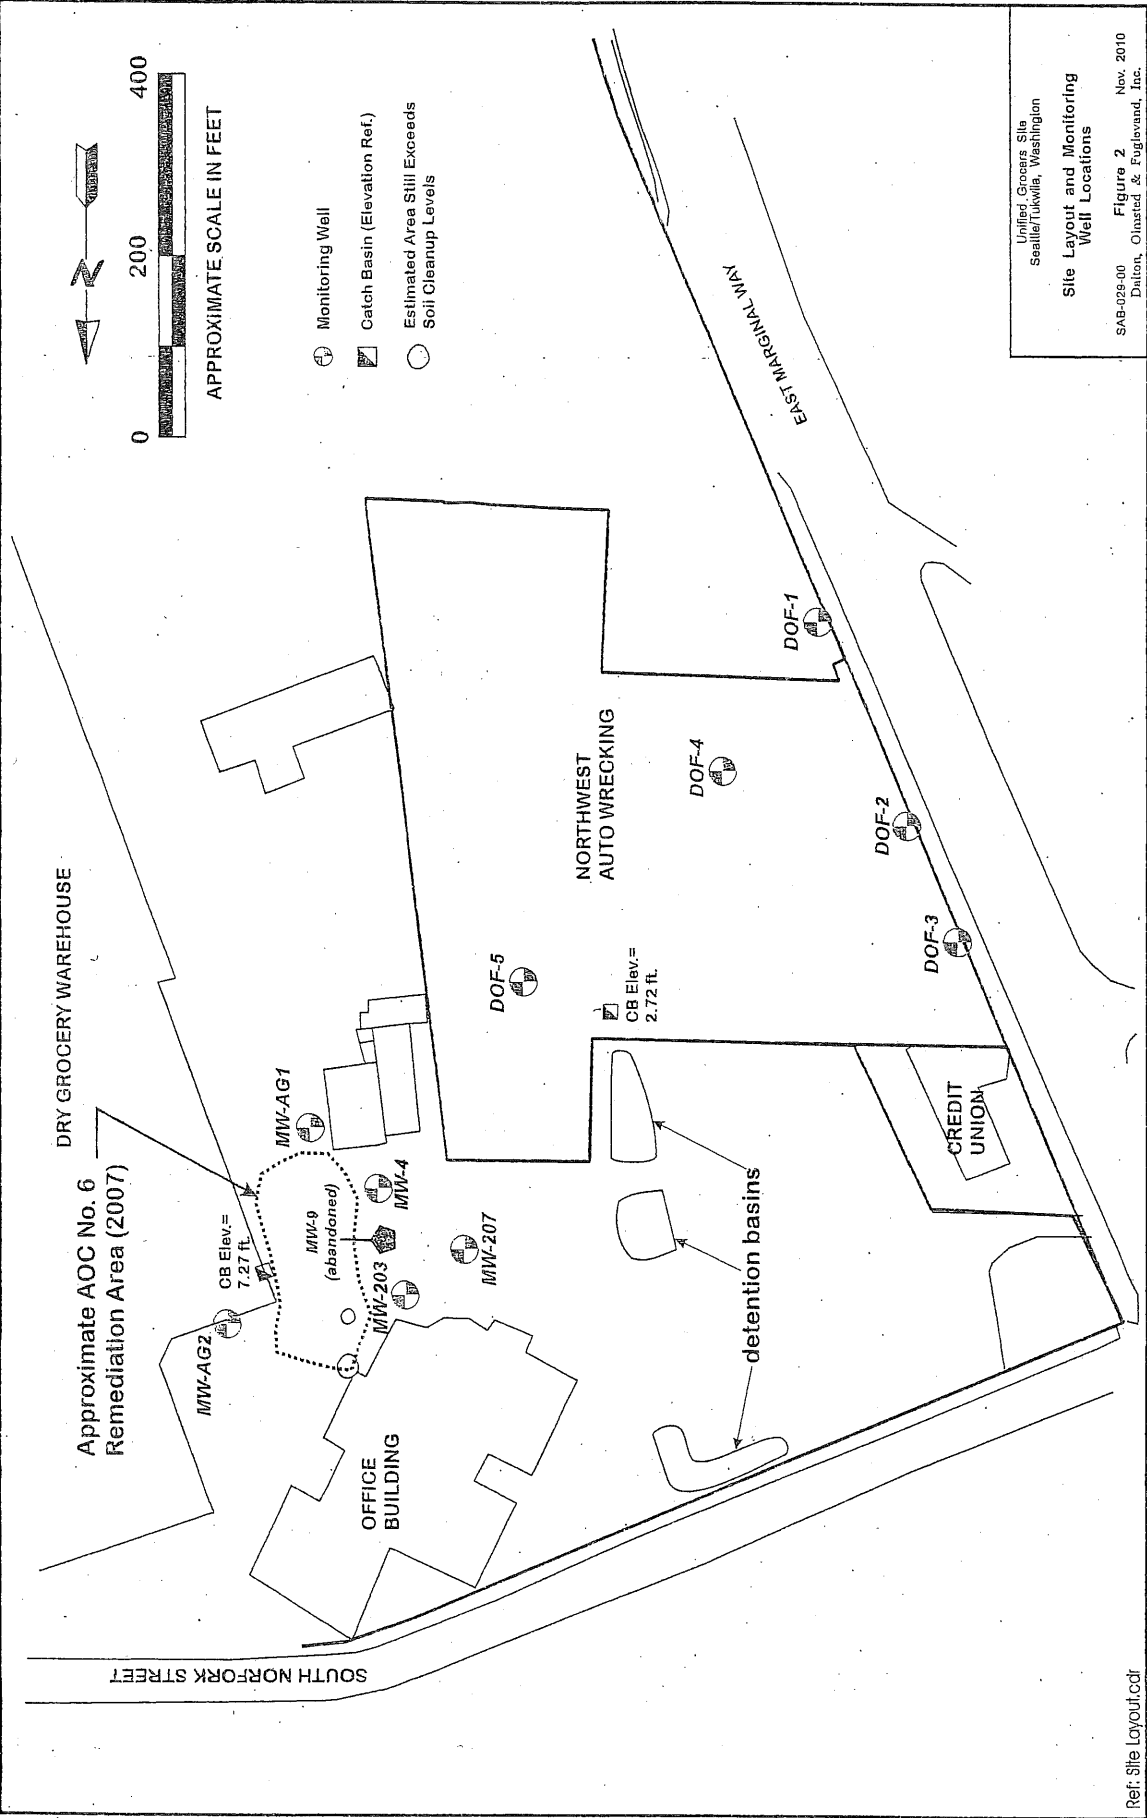 DRY GROCERY WAREHOUSE
Approximate AOC No. 6
Remediation Area (2007)
CB Elev.=
7.27 ft.
MW-AG2
MW-AG1
MW-9
(abandoned)
MW-4
MW-203
MW-207
OFFICE
BUILDING
SOUTH NORFORK STREET
detention basins
CREDIT
UNION
DOF-5
CB Elev.=
2.72 ft.
NORTHWEST
AUTO WRECKING
DOF-4
DOF-3
DOF-2
DOF-1
EAST MARGINAL WAY
N
0 200 400
APPROXIMATE SCALE IN FEET
Monitoring Well
Catch Basin (Elevation Ref.)
Estimated Area Still Exceeds
Soil Cleanup Levels
Unified Grocers Site
Seattle/Tukwila, Washington
Site Layout and Monitoring
Well Locations
SAB-029-00 Figure 2 Nov. 2010
Dalton, Olmsted & Fuglevand, Inc.
Ref: Site Layout.cdr